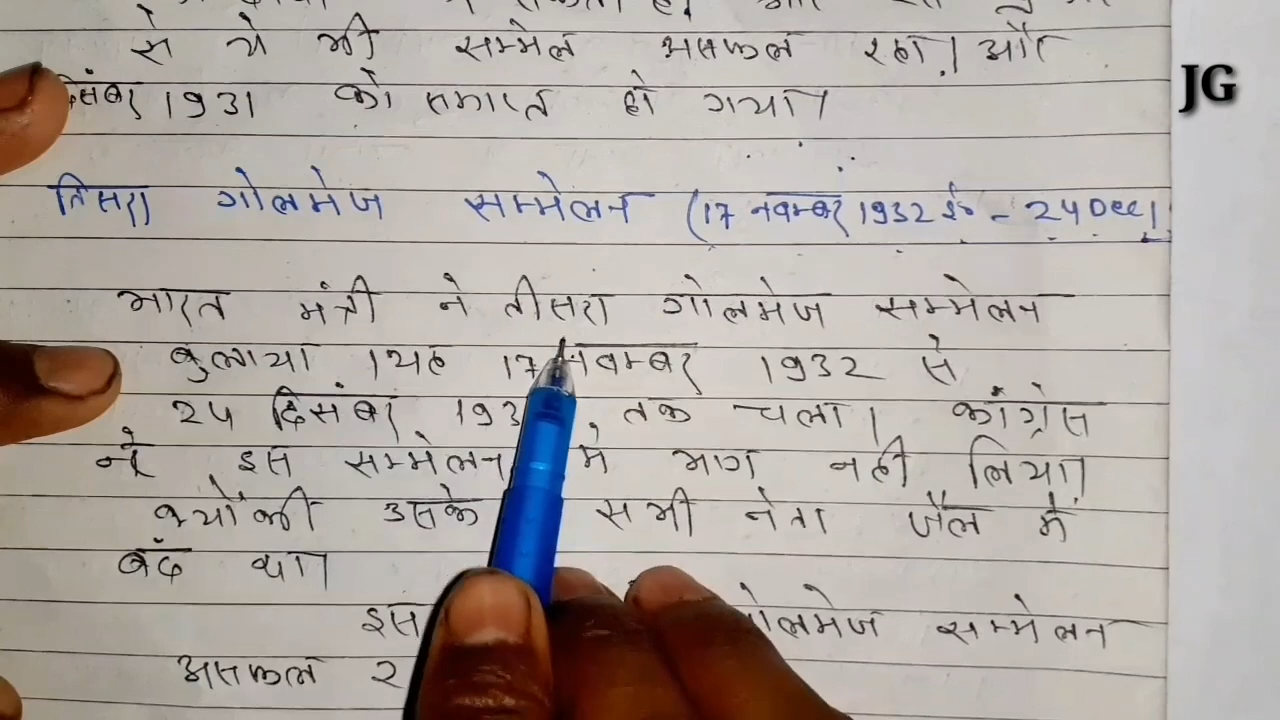 से ये भी सम्मेल असफल रहा। और
दिसंबर 1931 को समाप्त हो गया।
JG
तिसरा गोलमेज सम्मेलन (17 नवम्बर 1932 ई० - 24 Dec)
भारत मंत्री ने तीसरा गोलमेज सम्मेलन
बुलाया । यह 17 नवम्बर 1932 से
24 दिसंबर 193 तक चला। काँग्रेस
ने इस सम्मेलन मे भाग नही लिया।
क्योंकी उसके सभी नेता जेल में
बंद था।
इस गोलमेज सम्मेलन
असफल र